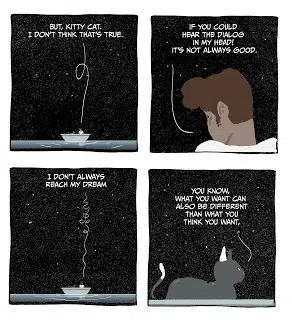 BUT, KITTY CAT.
I DON'T THINK THAT'S TRUE.
IF YOU COULD
HEAR THE DIALOG
IN MY HEAD!
IT'S NOT ALWAYS GOOD.
I DON'T ALWAYS
REACH MY DREAM
YOU KNOW,
WHAT YOU WANT CAN
ALSO BE DIFFERENT
THAN WHAT YOU
THINK YOU WANT,